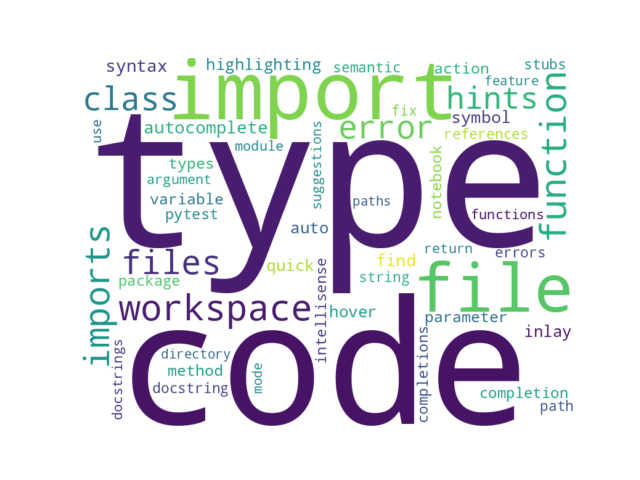 syntax
highlighting
semantic
action
stubs
feature
import
class
hints
fix
error
symbol
references
autocomplete
use
module
suggestions
function
type
types
argument
variable
pytest
paths
notebook
functions
auto
imports
files
quick
find
return
errors
package
string
file
intellisense
workspace
hover
parameter
inlay
code
directory
method
docstring
docstrings
mode
completions
completion
path